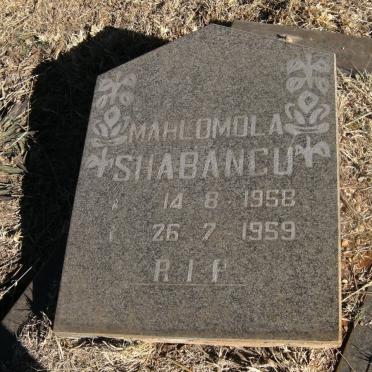 MAHLOMOLA
SHABANGU
14 8 1958
26 7 1959
R I P